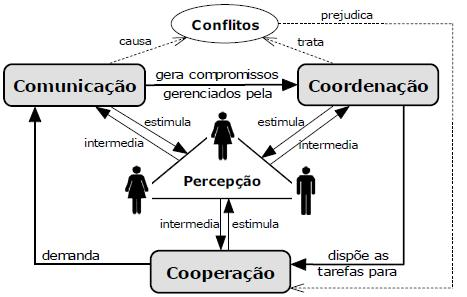 Conflitos
prejudica
causa
trata
Comunicação
gera compromissos
gerenciados pela
Coordenação
estimula
estimula
intermedia
intermedia
Percepção
intermedia
estimula
demanda
dispõe as
tarefas para
Cooperação